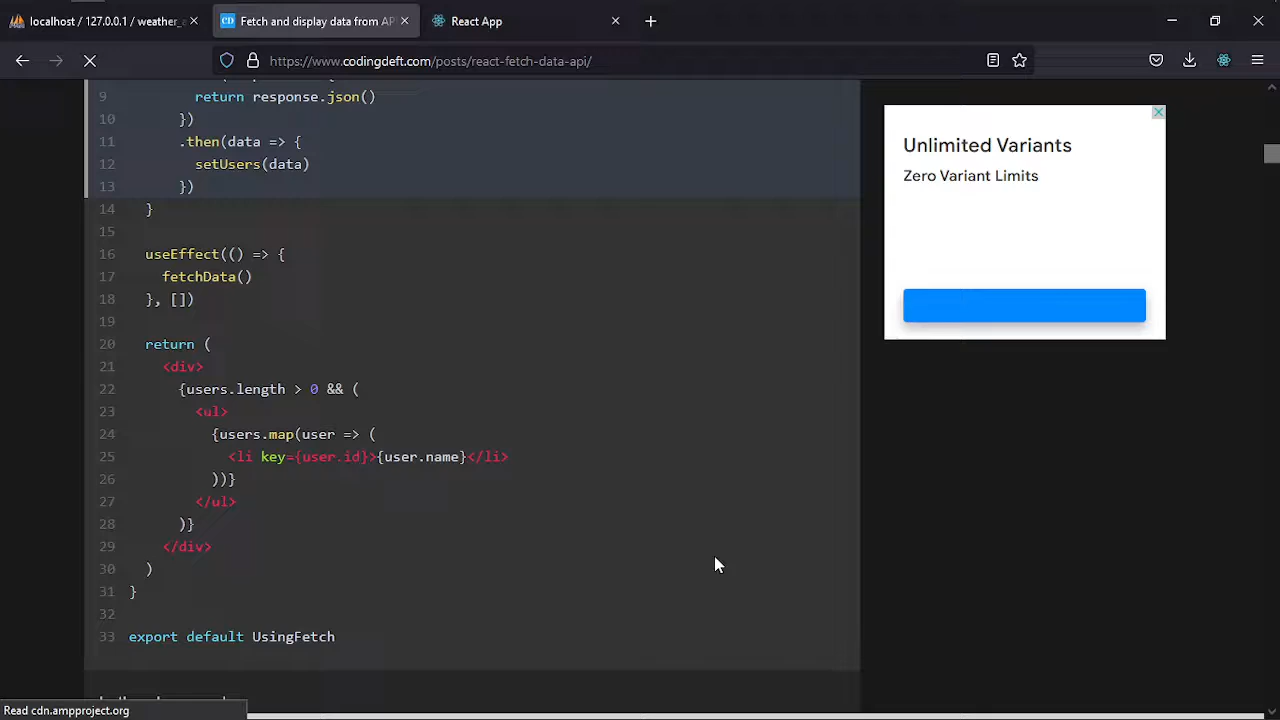 localhost / 127.0.0.1 / weather_
Fetch and display data from AP
React App
https://www.codingdeft.com/posts/react-fetch-data-api/
9 return response.json()
10 })
11 .then(data => {
12 setUsers(data)
13 })
14 }
15
16 useEffect(() => {
17 fetchData()
18 }, [])
19
20 return (
21 <div>
22 {users.length > 0 && (
23 <ul>
24 {users.map(user => (
25 <li key={user.id}>{user.name}</li>
26 ))}
27 </ul>
28 )}
29 </div>
30 )
31 }
32
33 export default UsingFetch
Unlimited Variants
Zero Variant Limits
Read cdn.ampproject.org